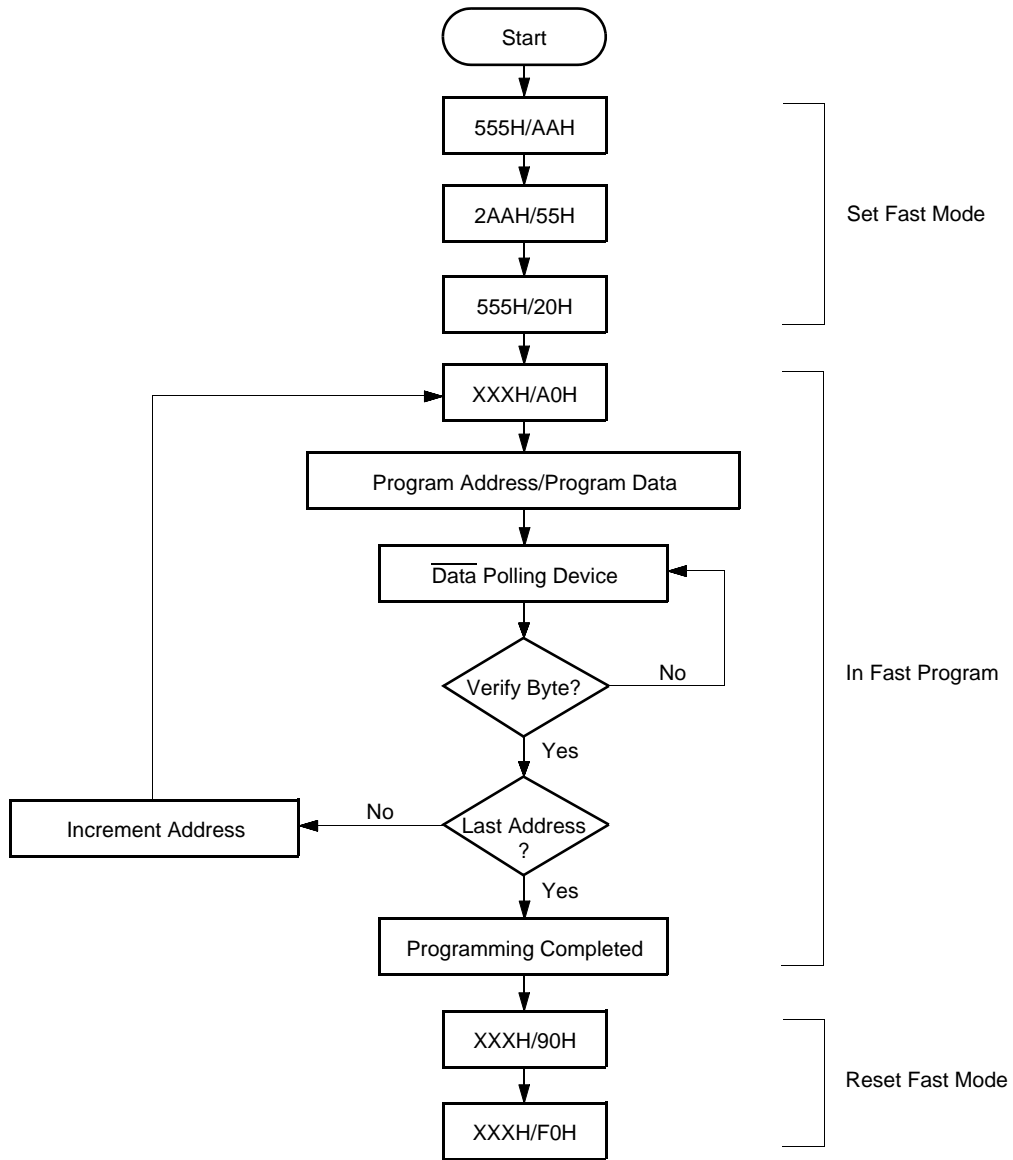 Start
555H/AAH
2AAH/55H
Set Fast Mode
555H/20H
XXXH/A0H
Program Address/Program Data
Data Polling Device
Verify Byte?
No
In Fast Program
Yes
Increment Address
No
Last Address
?
Yes
Programming Completed
XXXH/90H
Reset Fast Mode
XXXH/F0H